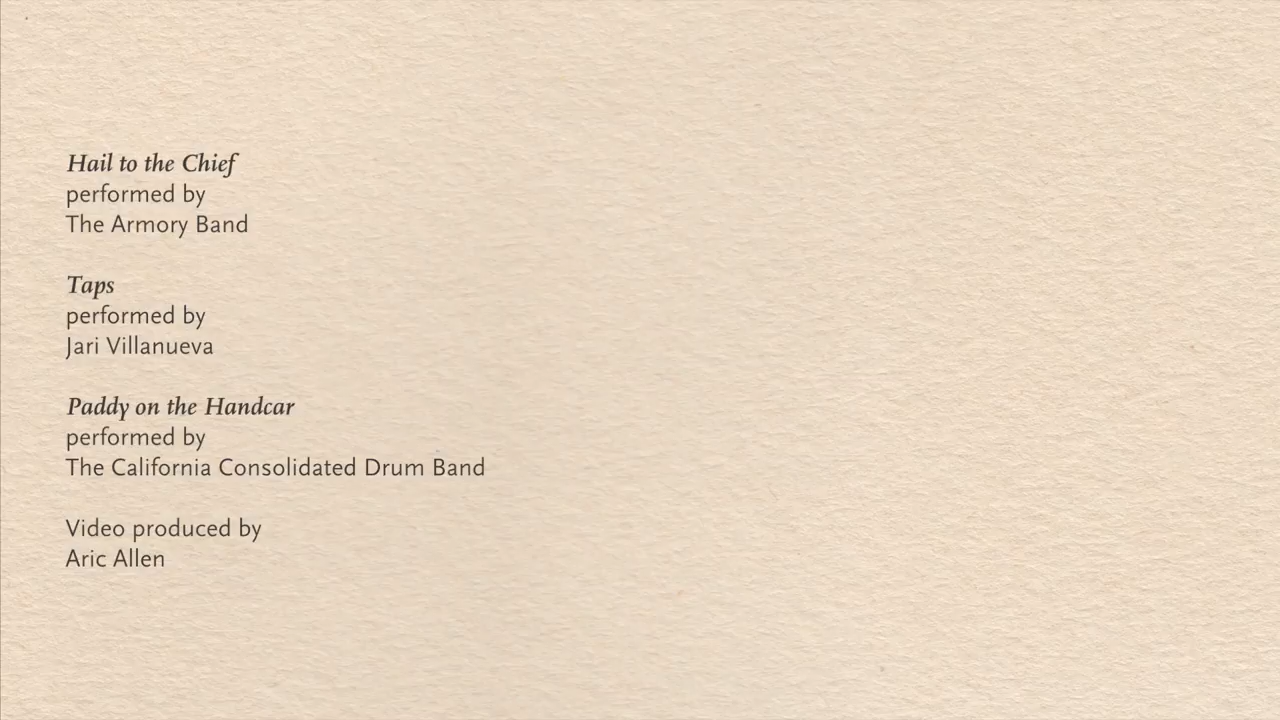 Hail to the Chief
performed by
The Armory Band
Taps
performed by
Jari Villanueva
Paddy on the Handcar
performed by
The California Consolidated Drum Band
Video produced by
Aric Allen